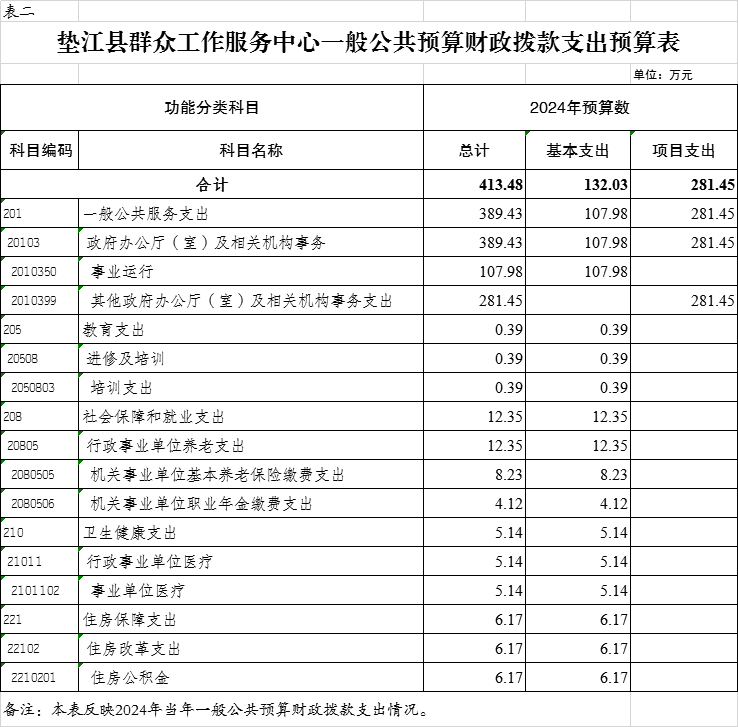 表二
垫江县群众工作服务中心一般公共预算财政拨款支出预算表
单位：万元
功能分类科目 2024年预算数
科目编码 科目名称 总计 基本支出 项目支出
合计 413.48 132.03 281.45
201 一般公共服务支出 389.43 107.98 281.45
20103 政府办公厅（室）及相关机构事务 389.43 107.98 281.45
2010350 事业运行 107.98 107.98
2010399 其他政府办公厅（室）及相关机构事务支出 281.45 281.45
205 教育支出 0.39 0.39
20508 进修及培训 0.39 0.39
2050803 培训支出 0.39 0.39
208 社会保障和就业支出 12.35 12.35
20805 行政事业单位养老支出 12.35 12.35
2080505 机关事业单位基本养老保险缴费支出 8.23 8.23
2080506 机关事业单位职业年金缴费支出 4.12 4.12
210 卫生健康支出 5.14 5.14
21011 行政事业单位医疗 5.14 5.14
2101102 事业单位医疗 5.14 5.14
221 住房保障支出 6.17 6.17
22102 住房改革支出 6.17 6.17
2210201 住房公积金 6.17 6.17
备注：本表反映2024年当年一般公共预算财政拨款支出情况。